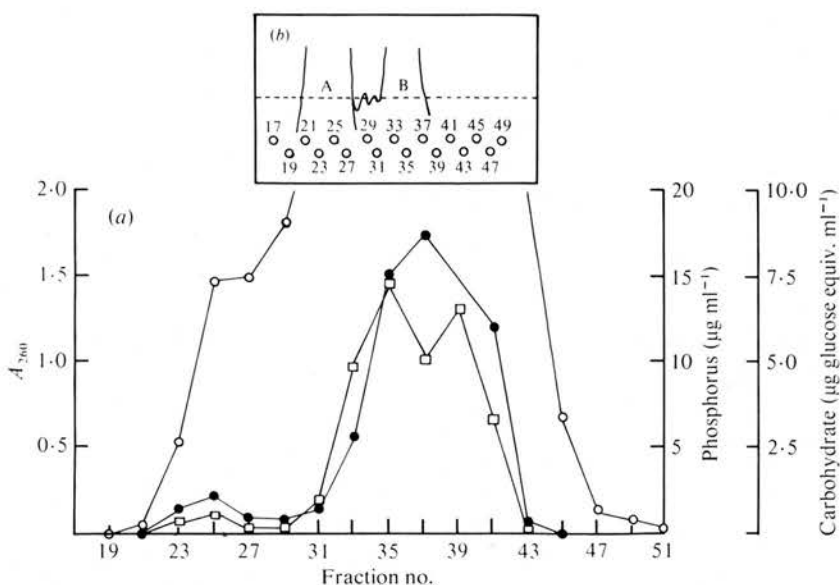 (b)
A B
17 21 25 29 33 37 41 45 49
19 23 27 31 35 39 43 47
(a)
2·0
1·5
1·0
0·5
A260
20
15
10
5
Phosphorus (μg ml−1)
10·0
7·5
5·0
2·5
Carbohydrate (μg glucose equiv. ml−1)
19 23 27 31 35 39 43 47 51
Fraction no.